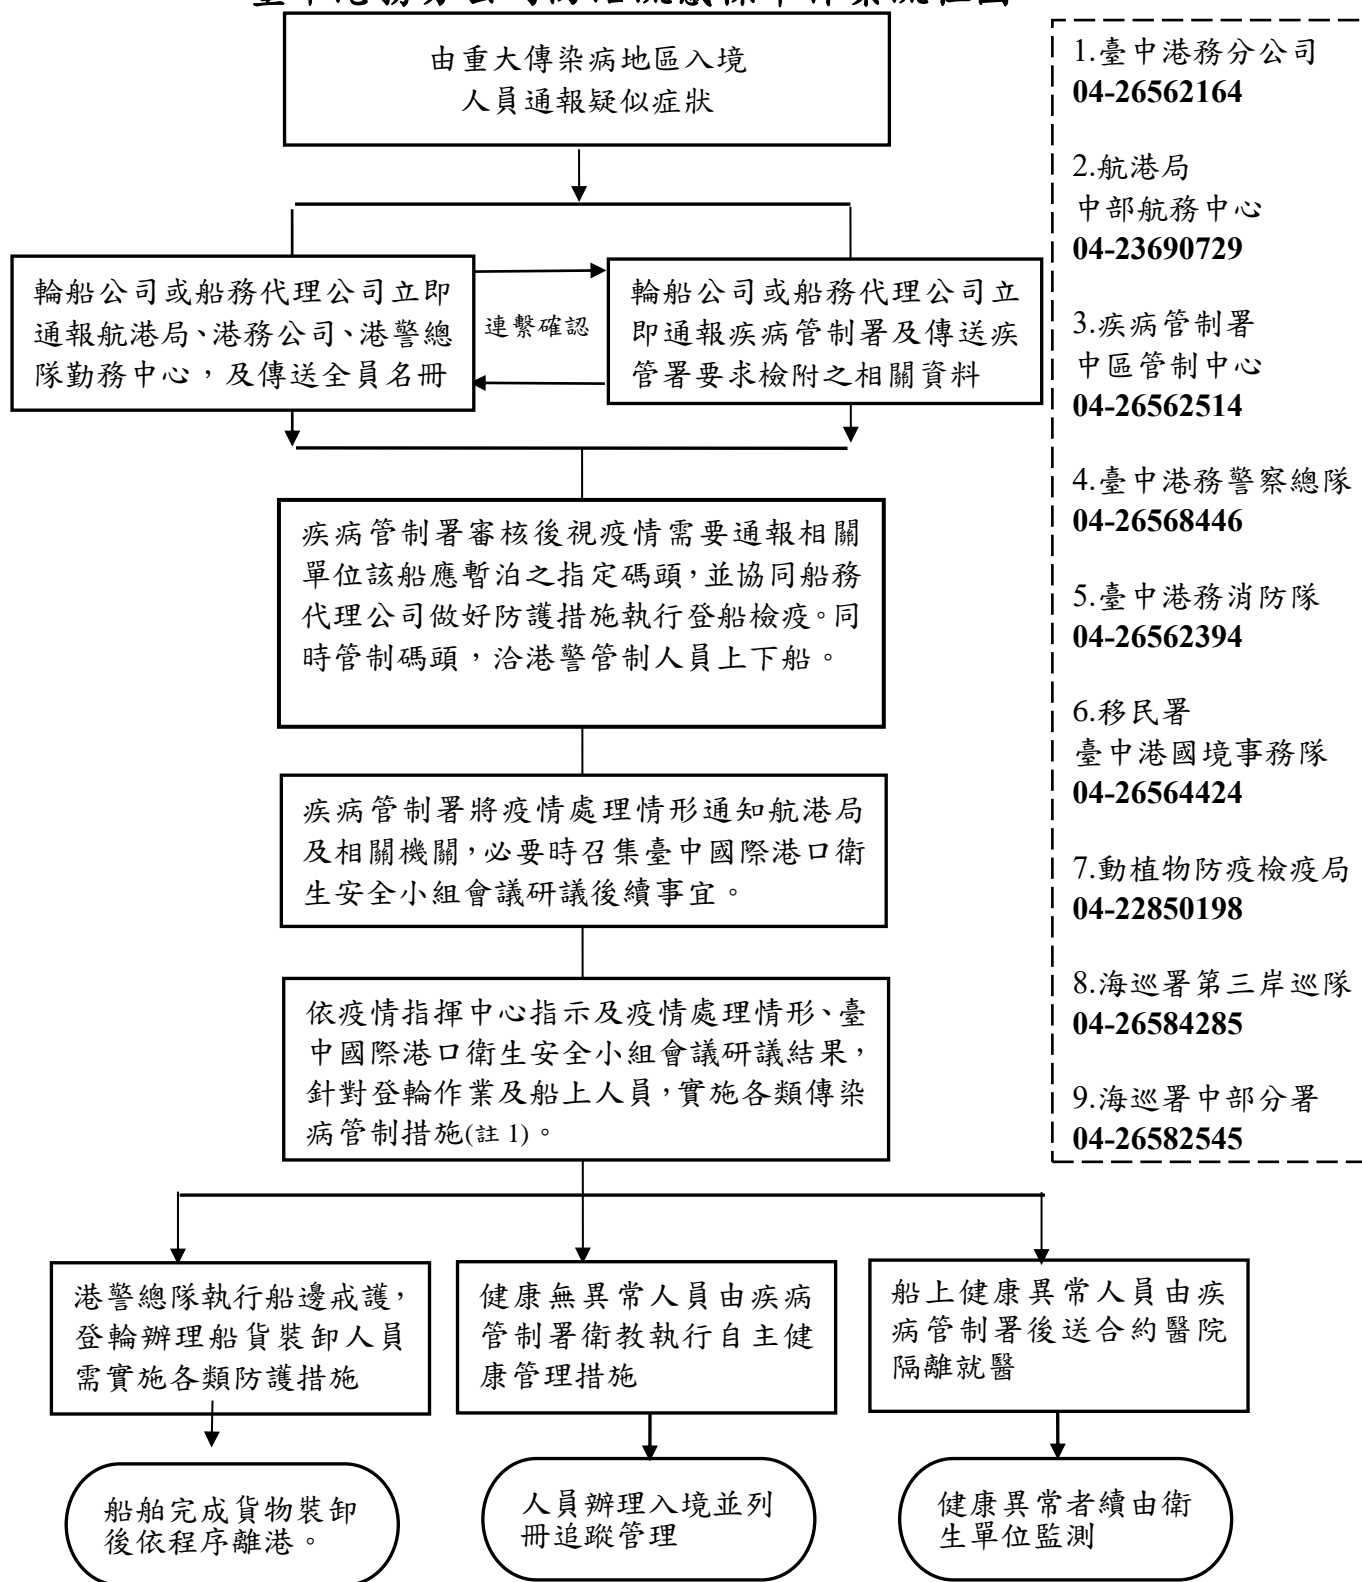 由重大傳染病地區入境
人員通報疑似症狀
輪船公司或船務代理公司立即
通報航港局、港務公司、港警總
隊勤務中心，及傳送全員名冊
連繫確認
輪船公司或船務代理公司立
即通報疾病管制署及傳送疾
管署要求檢附之相關資料
疾病管制署審核後視疫情需要通報相關
單位該船應暫泊之指定碼頭，並協同船務
代理公司做好防護措施執行登船檢疫。同
時管制碼頭，洽港警管制人員上下船。
疾病管制署將疫情處理情形通知航港局
及相關機關，必要時召集臺中國際港口衛
生安全小組會議研議後續事宜。
依疫情指揮中心指示及疫情處理情形、臺
中國際港口衛生安全小組會議研議結果，
針對登輪作業及船上人員，實施各類傳染
病管制措施(註 1)。
港警總隊執行船邊戒護，
登輪辦理船貨裝卸人員
需實施各類防護措施
健康無異常人員由疾病
管制署衛教執行自主健
康管理措施
船上健康異常人員由疾
病管制署後送合約醫院
隔離就醫
船舶完成貨物裝卸
後依程序離港。
人員辦理入境並列
冊追蹤管理
健康異常者續由衛
生單位監測
1.臺中港務分公司
04-26562164
2.航港局
中部航務中心
04-23690729
3.疾病管制署
中區管制中心
04-26562514
4.臺中港務警察總隊
04-26568446
5.臺中港務消防隊
04-26562394
6.移民署
臺中港國境事務隊
04-26564424
7.動植物防疫檢疫局
04-22850198
8.海巡署第三岸巡隊
04-26584285
9.海巡署中部分署
04-26582545